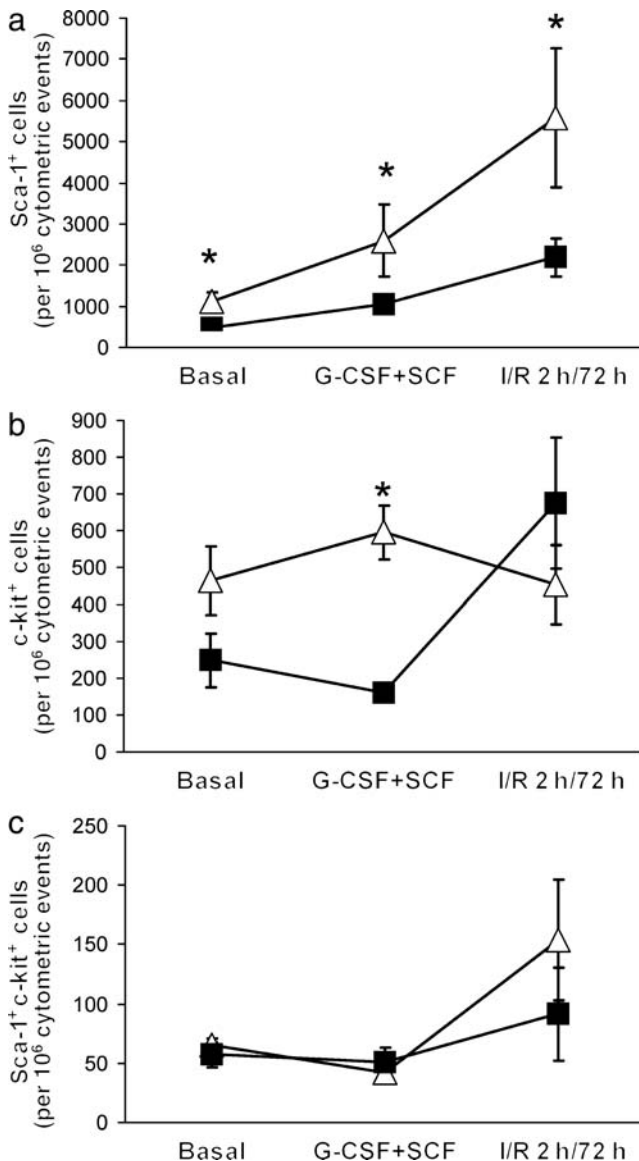 a
Sca-1⁺ cells
(per 10⁶ cytometric events)
8000
7000
6000
5000
4000
3000
2000
1000
0
*
*
*
Basal
G-CSF+SCF
I/R 2 h/72 h
b
c-kit⁺ cells
(per 10⁶ cytometric events)
900
800
700
600
500
400
300
200
100
0
*
Basal
G-CSF+SCF
I/R 2 h/72 h
c
Sca-1⁺c-kit⁺ cells
(per 10⁶ cytometric events)
250
200
150
100
50
0
Basal
G-CSF+SCF
I/R 2 h/72 h